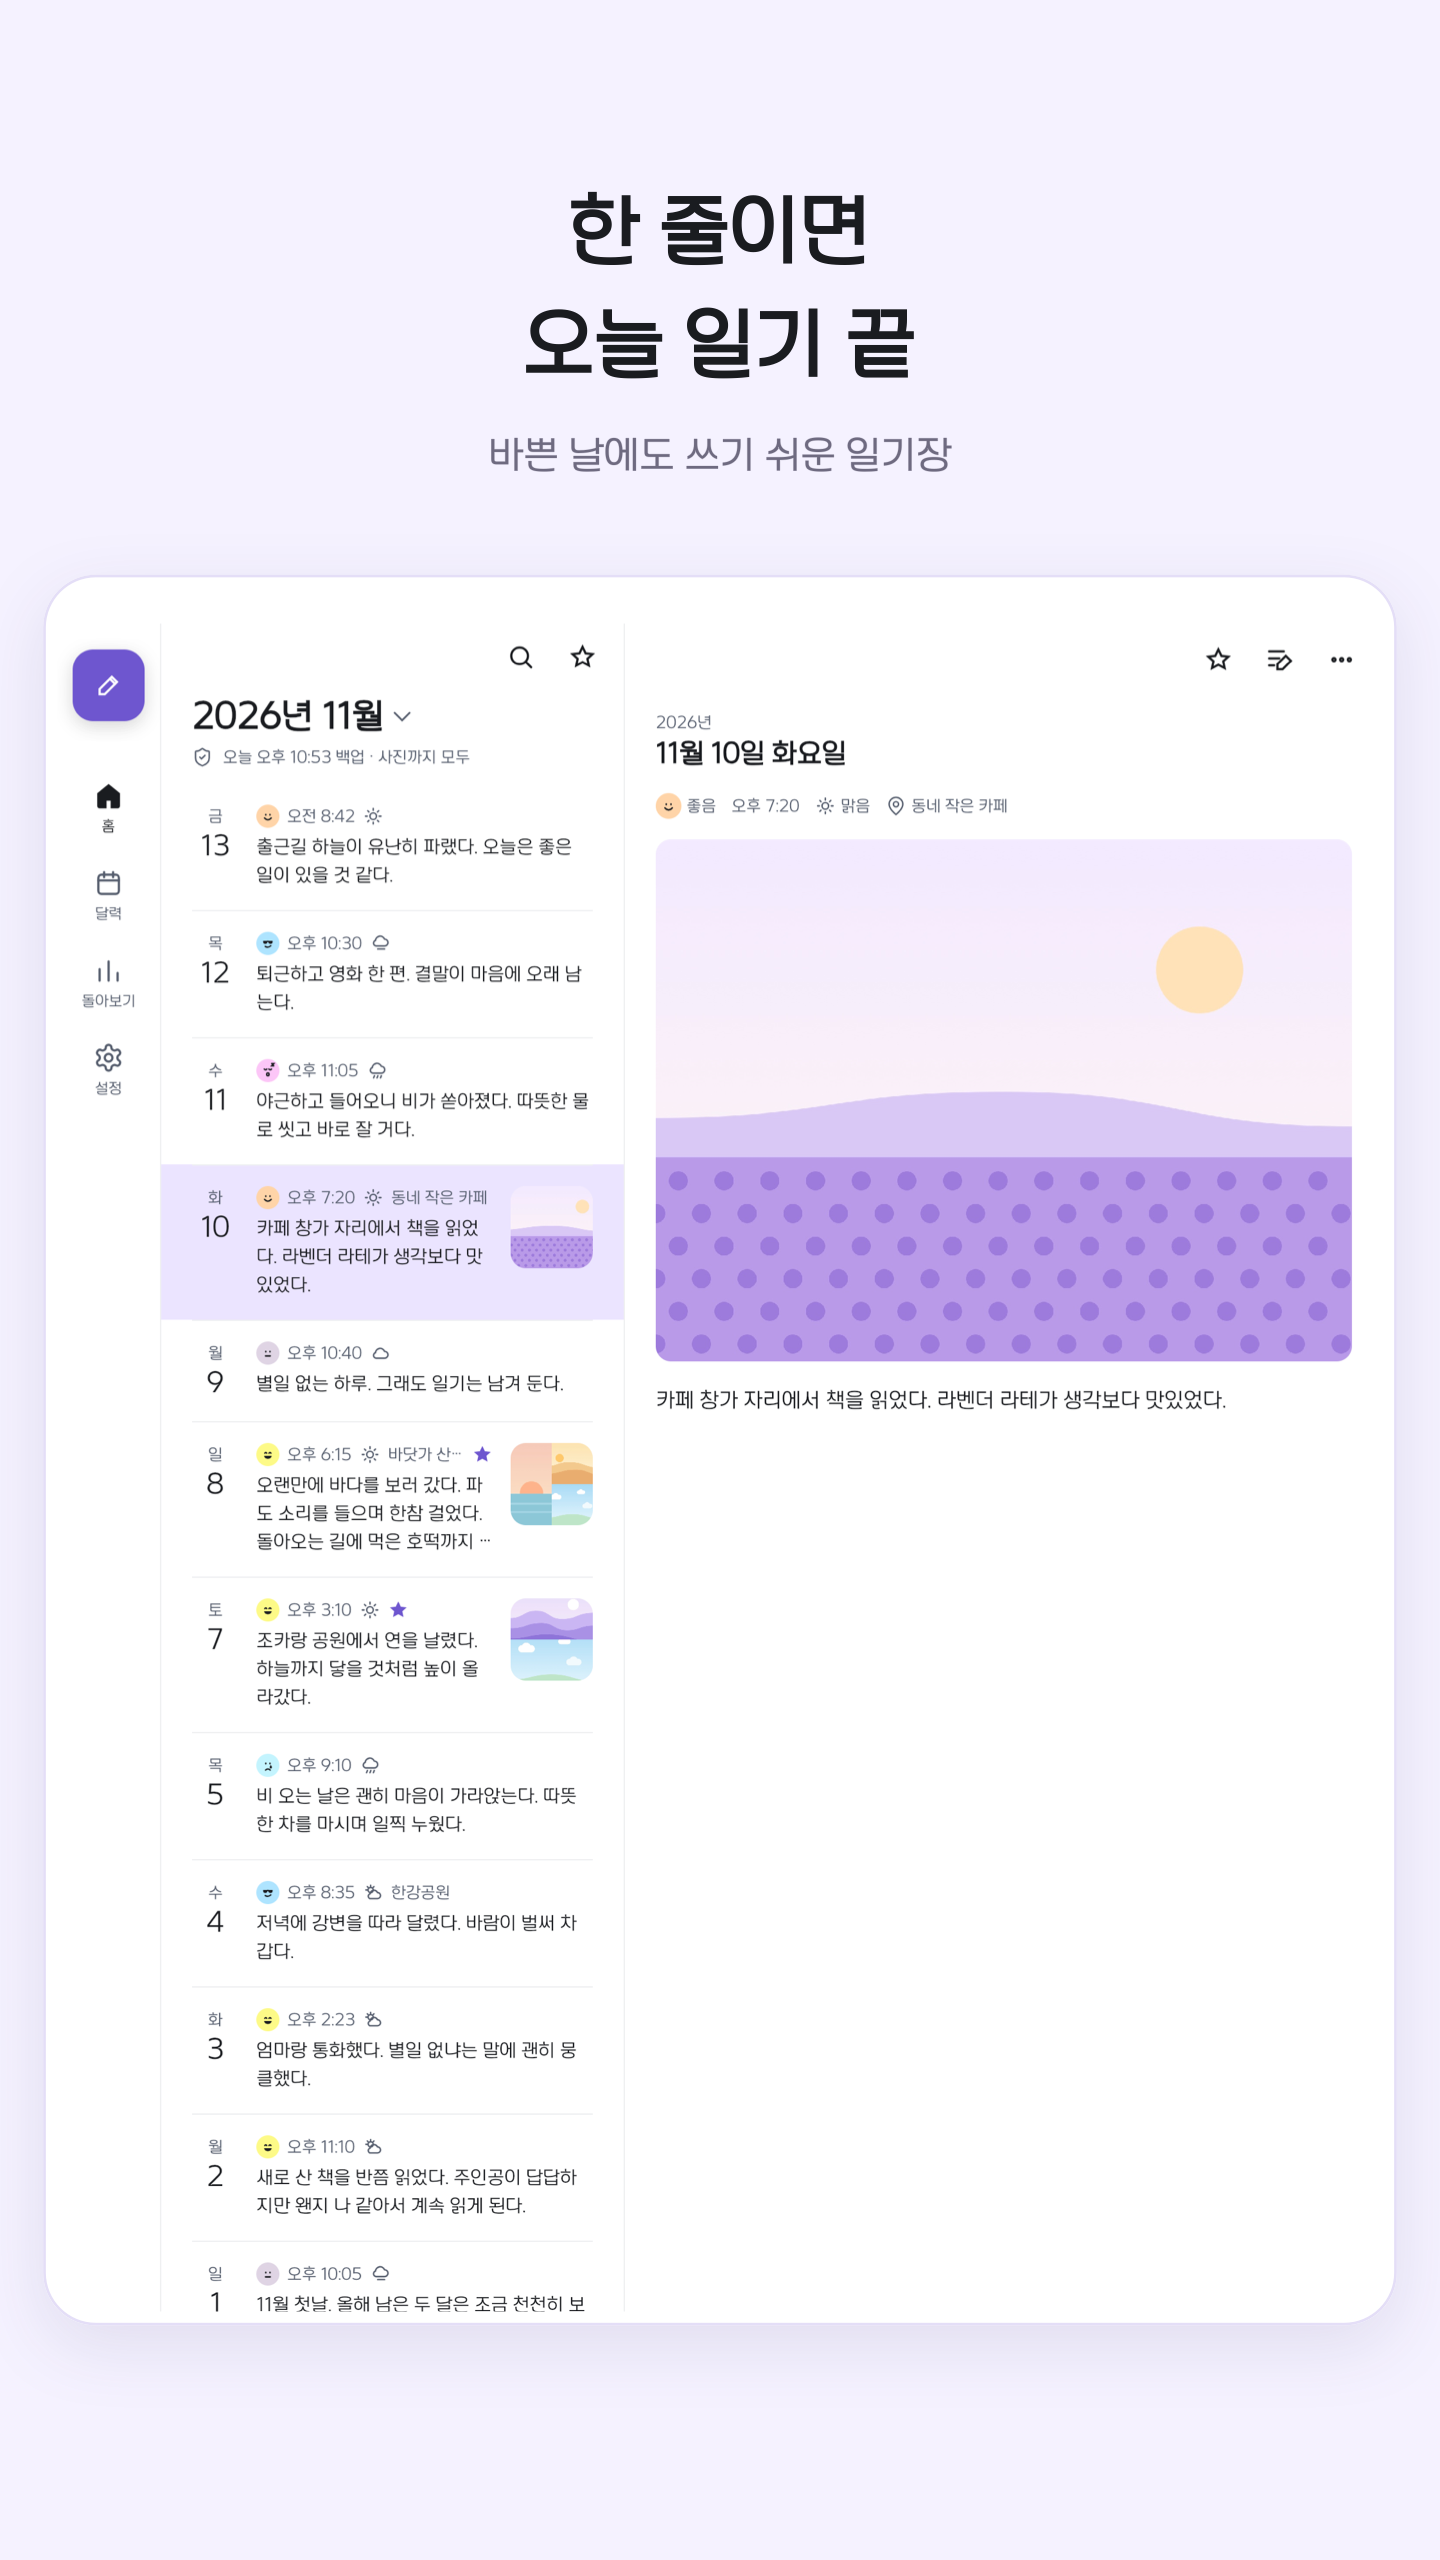 한 줄이면
오늘 일기 끝
바쁜 날에도 쓰기 쉬운 일기장
홈
달력
돌아보기
설정
2026년 11월
오늘 오후 10:53 백업 · 사진까지 모두
금
13
오전 8:42
출근길 하늘이 유난히 파랬다. 오늘은 좋은
일이 있을 것 같다.
목
12
오후 10:30
퇴근하고 영화 한 편. 결말이 마음에 오래 남
는다.
수
11
오후 11:05
야근하고 들어오니 비가 쏟아졌다. 따뜻한 물
로 씻고 바로 잘 거다.
화
10
오후 7:20 동네 작은 카페
카페 창가 자리에서 책을 읽었
다. 라벤더 라테가 생각보다 맛
있었다.
월
9
오후 10:40
별일 없는 하루. 그래도 일기는 남겨 둔다.
일
8
오후 6:15 바닷가 산…
오랜만에 바다를 보러 갔다. 파
도 소리를 들으며 한참 걸었다.
돌아오는 길에 먹은 호떡까지 …
토
7
오후 3:10
조카랑 공원에서 연을 날렸다.
하늘까지 닿을 것처럼 높이 올
라갔다.
목
5
오후 9:10
비 오는 날은 괜히 마음이 가라앉는다. 따뜻
한 차를 마시며 일찍 누웠다.
수
4
오후 8:35 한강공원
저녁에 강변을 따라 달렸다. 바람이 벌써 차
갑다.
화
3
오후 2:23
엄마랑 통화했다. 별일 없냐는 말에 괜히 뭉
클했다.
월
2
오후 11:10
새로 산 책을 반쯤 읽었다. 주인공이 답답하
지만 왠지 나 같아서 계속 읽게 된다.
일
1
오후 10:05
11월 첫날. 올해 남은 두 달은 조금 천천히 보
2026년
11월 10일 화요일
좋음 오후 7:20 맑음 동네 작은 카페
카페 창가 자리에서 책을 읽었다. 라벤더 라테가 생각보다 맛있었다.